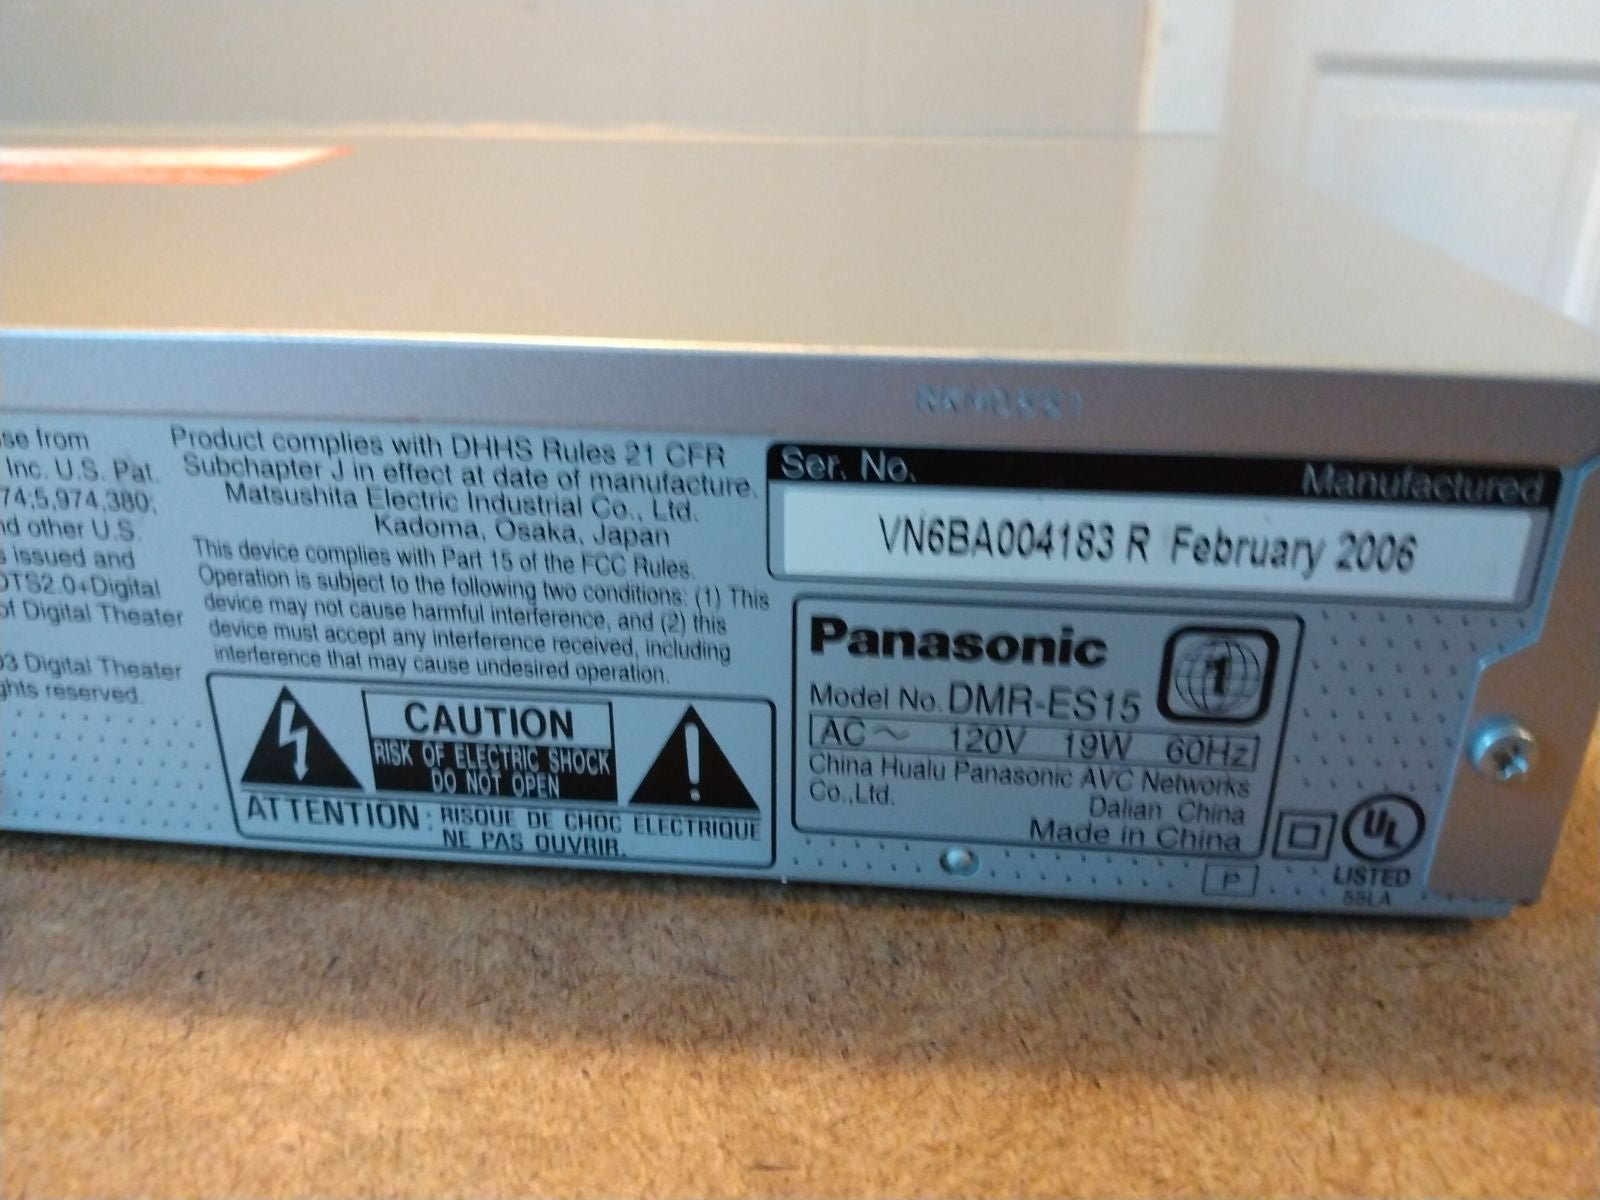 se from
Inc. U.S. Pat.
74;5,974,380;
d other U.S.
issued and
DTS2.0+Digital
of Digital Theater
03 Digital Theater
ghts reserved.
Product complies with DHHS Rules 21 CFR
Subchapter J in effect at date of manufacture.
Matsushita Electric Industrial Co., Ltd.
Kadoma, Osaka, Japan
This device complies with Part 15 of the FCC Rules.
Operation is subject to the following two conditions: (1) This
device may not cause harmful interference, and (2) this
device must accept any interference received, including
interference that may cause undesired operation.
CAUTION
RISK OF ELECTRIC SHOCK
DO NOT OPEN
ATTENTION : RISQUE DE CHOC ELECTRIQUE
NE PAS OUVRIR.
Ser. No. Manufactured
VN6BA004183 R February 2006
Panasonic 1
Model No. DMR-ES15
AC ~ 120V 19W 60Hz
China Hualu Panasonic AVC Networks
Co.,Ltd.
Dalian China
Made in China
P
UL
LISTED
55LA